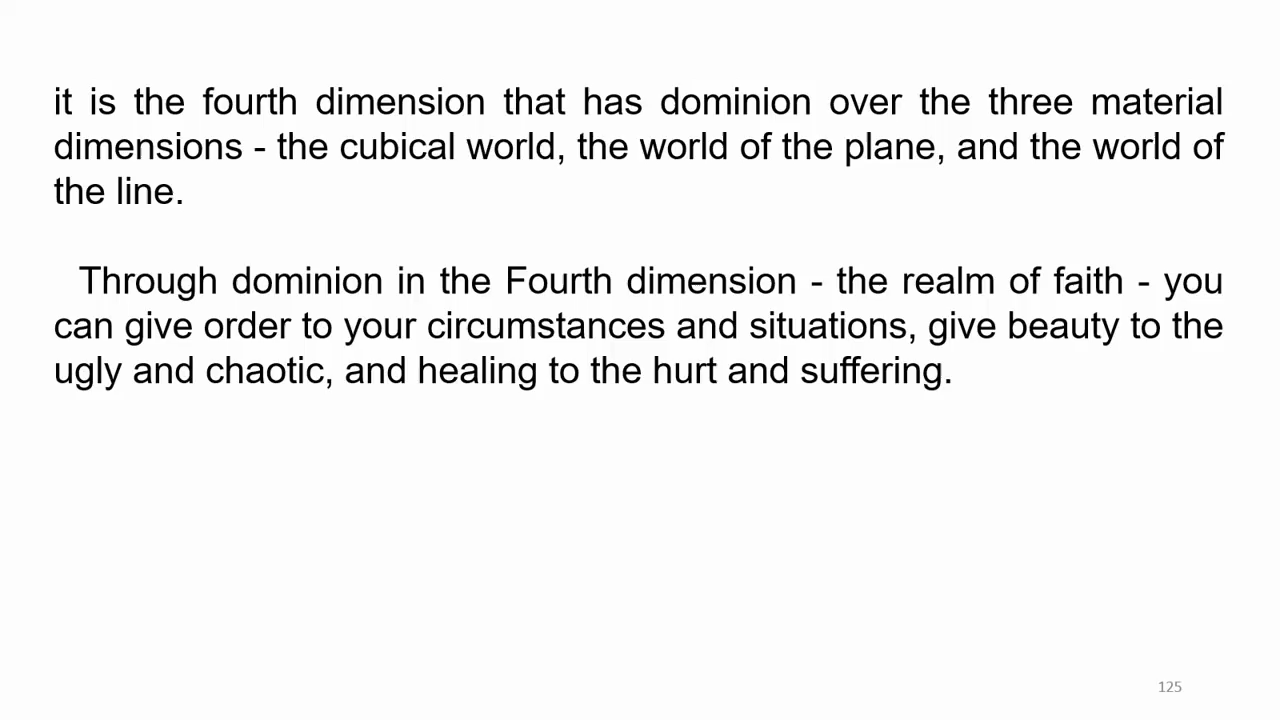 it is the fourth dimension that has dominion over the three material
dimensions - the cubical world, the world of the plane, and the world of
the line.
Through dominion in the Fourth dimension - the realm of faith - you
can give order to your circumstances and situations, give beauty to the
ugly and chaotic, and healing to the hurt and suffering.
125